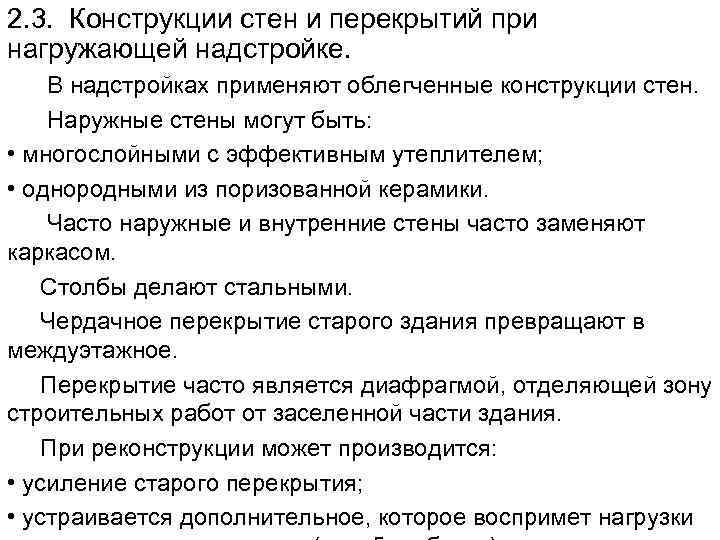 2. 3. Конструкции стен и перекрытий при
нагружающей надстройке.
В надстройках применяют облегченные конструкции стен.
Наружные стены могут быть:
• многослойными с эффективным утеплителем;
• однородными из поризованной керамики.
Часто наружные и внутренние стены часто заменяют
каркасом.
Столбы делают стальными.
Чердачное перекрытие старого здания превращают в
междуэтажное.
Перекрытие часто является диафрагмой, отделяющей зону
строительных работ от заселенной части здания.
При реконструкции может производится:
• усиление старого перекрытия;
• устраивается дополнительное, которое воспримет нагрузки